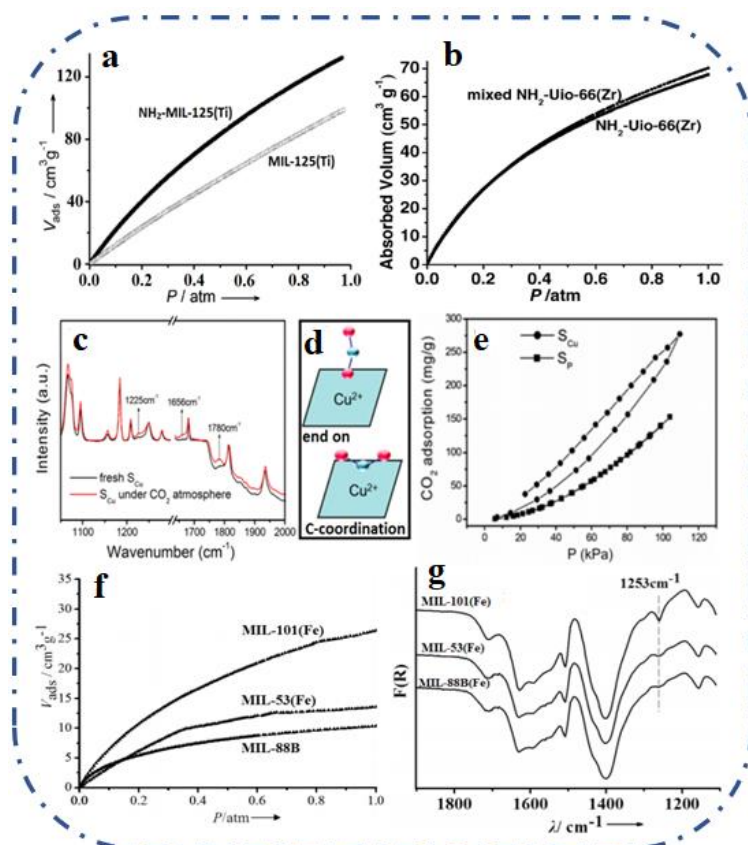 a
NH₂-MIL-125(Ti)
MIL-125(Ti)
Vads / cm³g⁻¹
120
80
40
0
0.0 0.2 0.4 0.6 0.8 1.0
P / atm
b
mixed NH₂-Uio-66(Zr)
NH₂-Uio-66(Zr)
Absorbed Volum (cm³ g⁻¹)
70
60
50
40
30
20
10
0
0.0 0.2 0.4 0.6 0.8 1.0
P /atm
c
1225cm⁻¹
1656cm⁻¹
1780cm⁻¹
fresh SCu
SCu under CO₂ atmosphere
Intensity (a.u.)
1100 1200 1700 1800 1900 2000
Wavenumber (cm⁻¹)
d
Cu²⁺
end on
Cu²⁺
C-coordination
e
SCu
SP
CO₂ adsorption (mg/g)
300
250
200
150
100
50
0
0 20 40 60 80 100 120
P (kPa)
f
MIL-101(Fe)
MIL-53(Fe)
MIL-88B
Vads / cm³g⁻¹
35
30
25
20
15
10
5
0
0.0 0.2 0.4 0.6 0.8 1.0
P/atm
g
1253cm⁻¹
MIL-101(Fe)
MIL-53(Fe)
MIL-88B(Fe)
F(R)
1800 1600 1400 1200
λ/ cm⁻¹